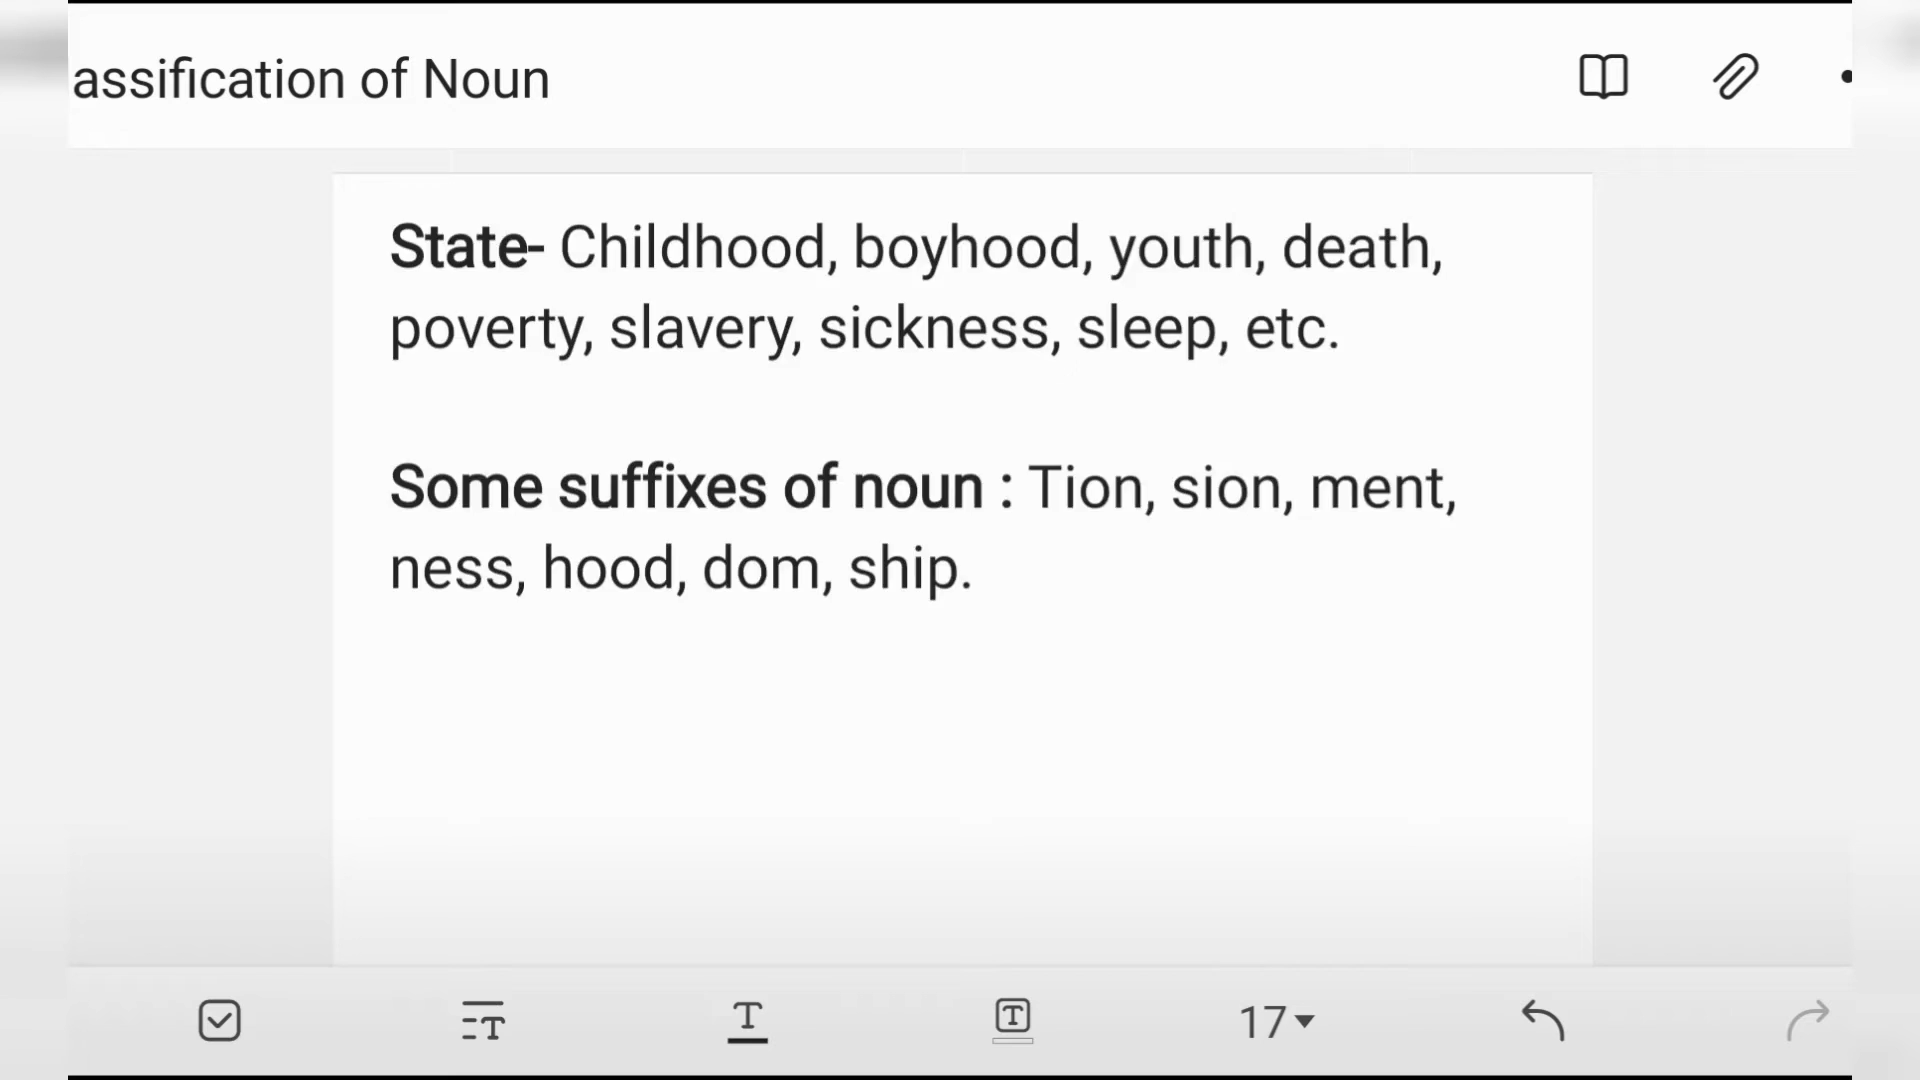 assification of Noun
State- Childhood, boyhood, youth, death,
poverty, slavery, sickness, sleep, etc.
Some suffixes of noun : Tion, sion, ment,
ness, hood, dom, ship.
17